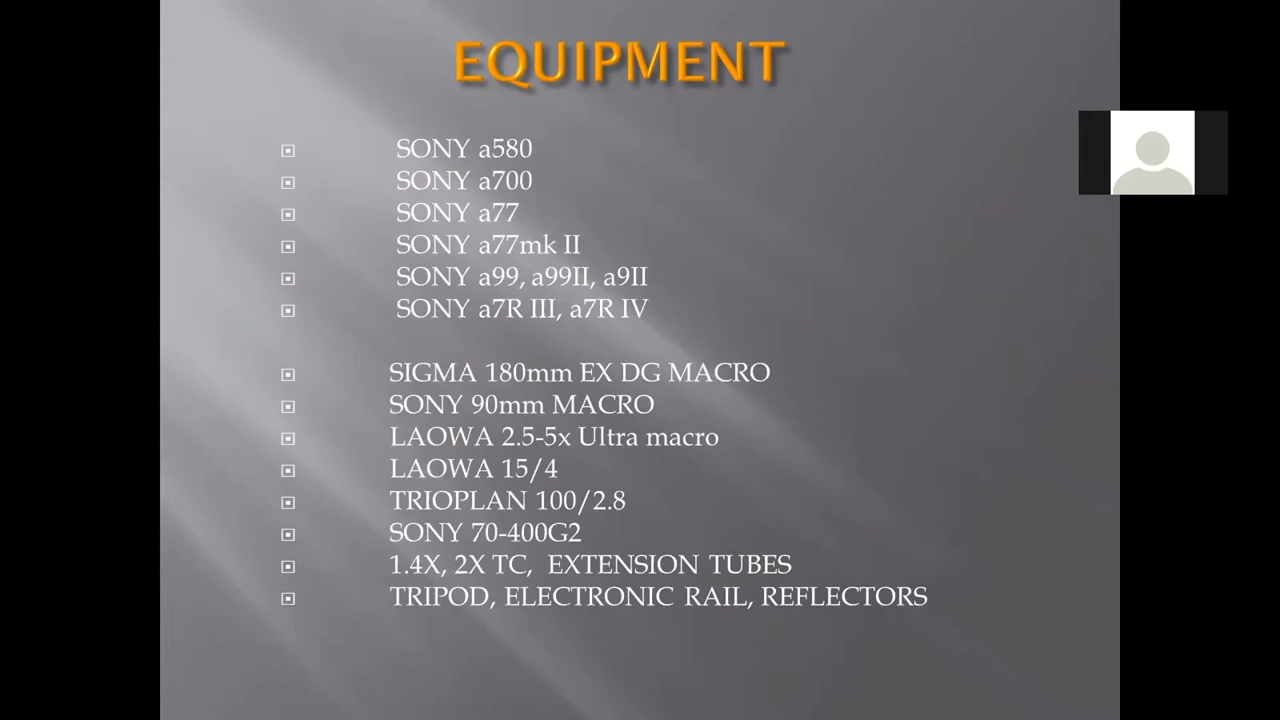 EQUIPMENT
SONY a580
SONY a700
SONY a77
SONY a77mk II
SONY a99, a99II, a9II
SONY a7R III, a7R IV
SIGMA 180mm EX DG MACRO
SONY 90mm MACRO
LAOWA 2.5-5x Ultra macro
LAOWA 15/4
TRIOPLAN 100/2.8
SONY 70-400G2
1.4X, 2X TC, EXTENSION TUBES
TRIPOD, ELECTRONIC RAIL, REFLECTORS